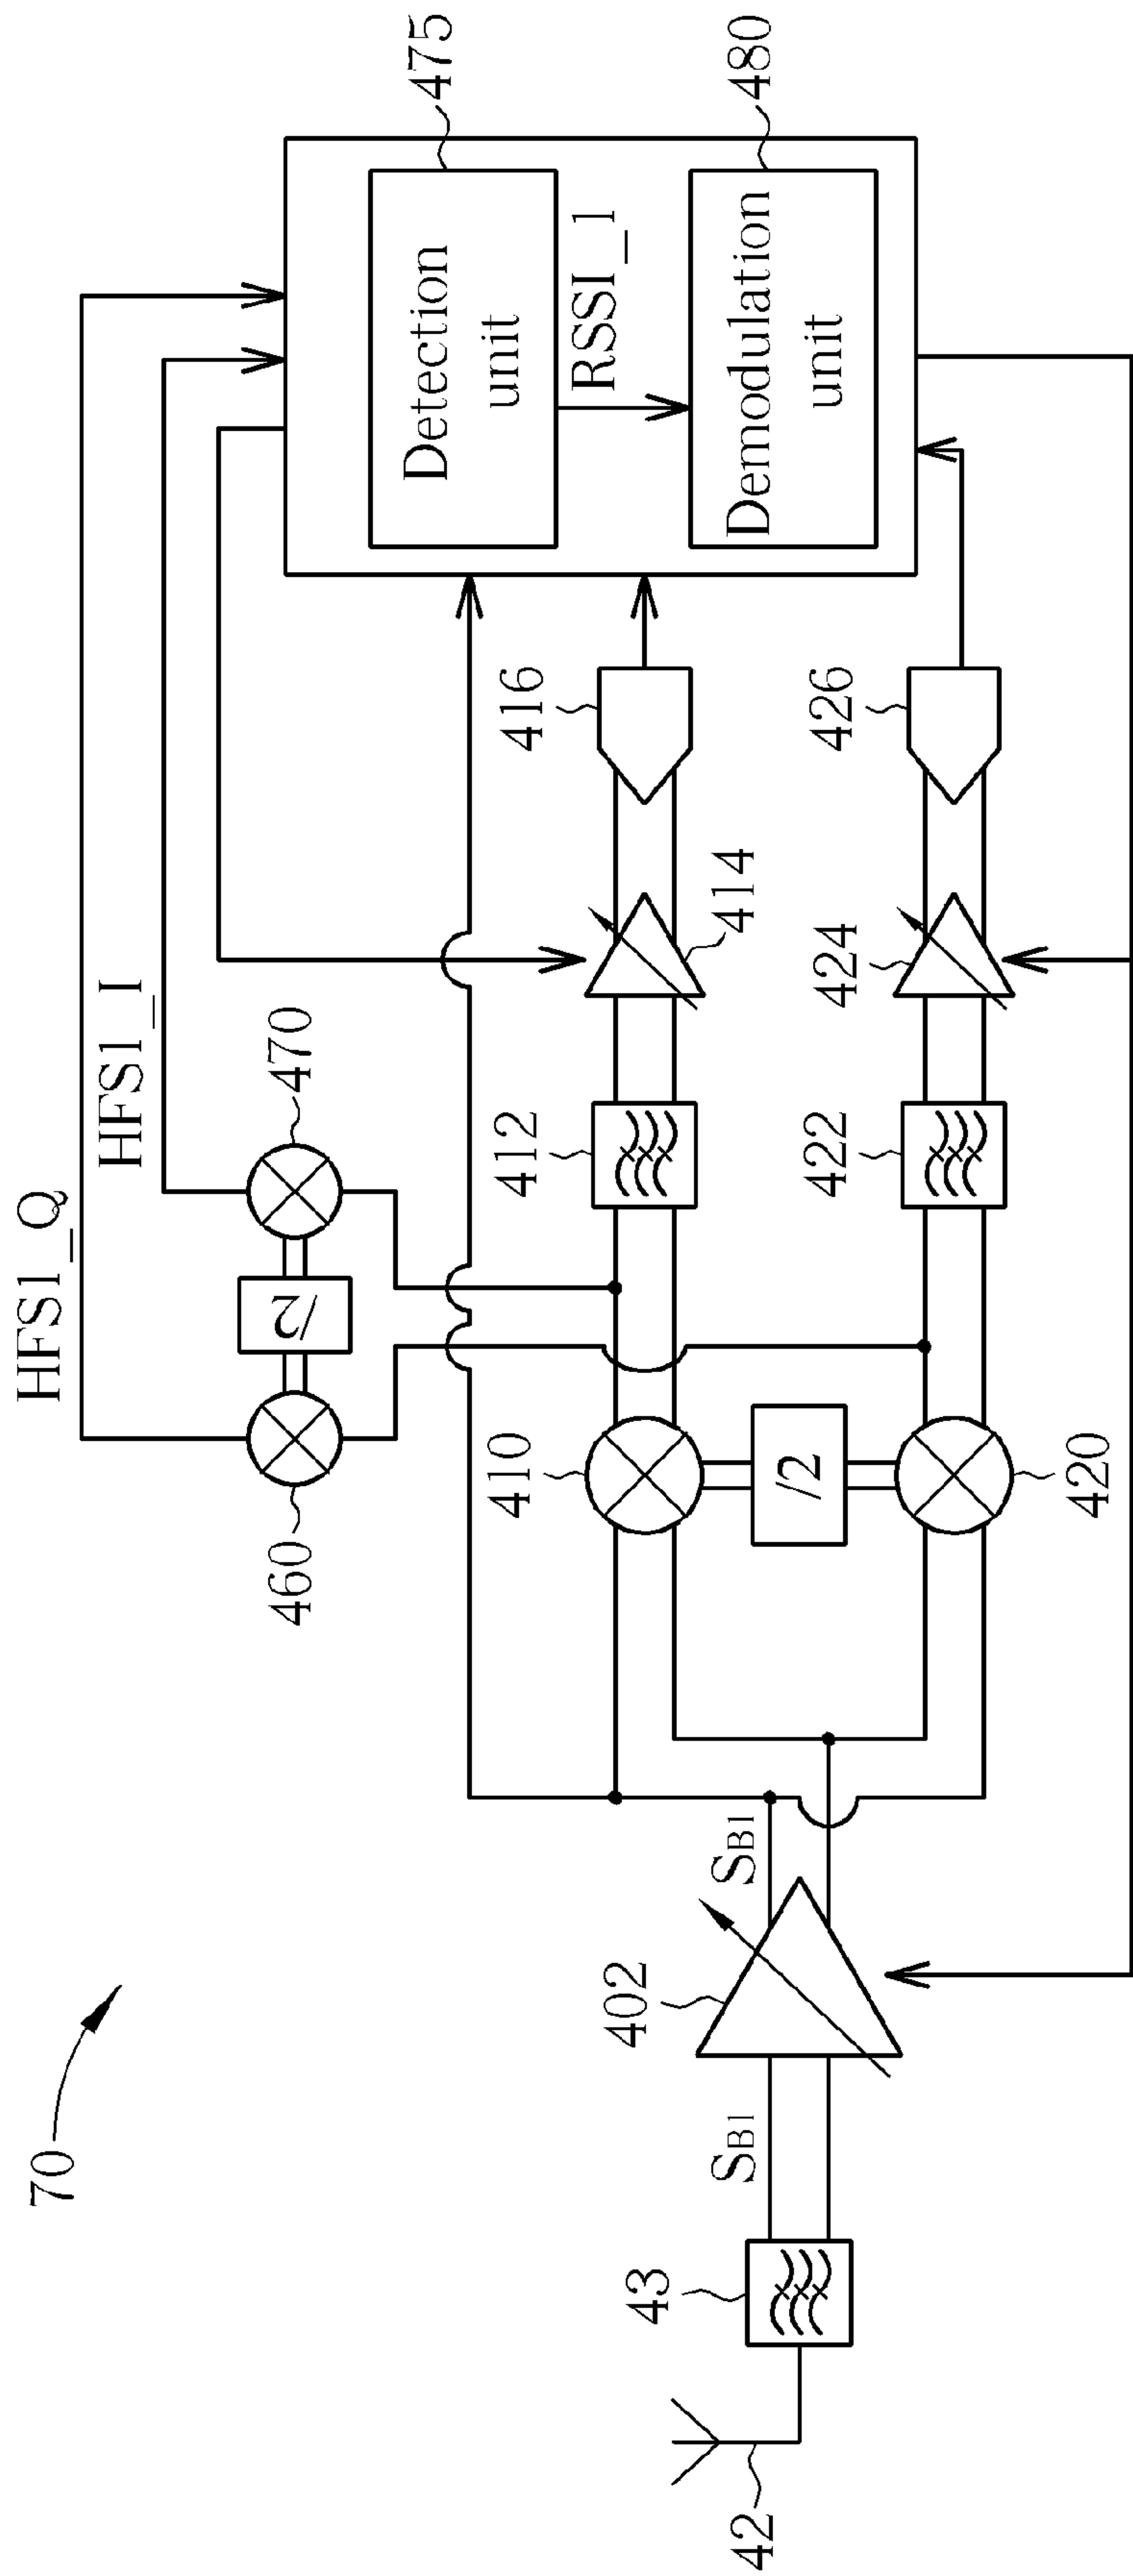 70
HFS1_Q
HFS1_I
460
470
/2
475
Detection
unit
RSSI_1
480
Demodulation
unit
42
43
SB1
402
SB1
410
/2
420
412
422
414
424
416
426